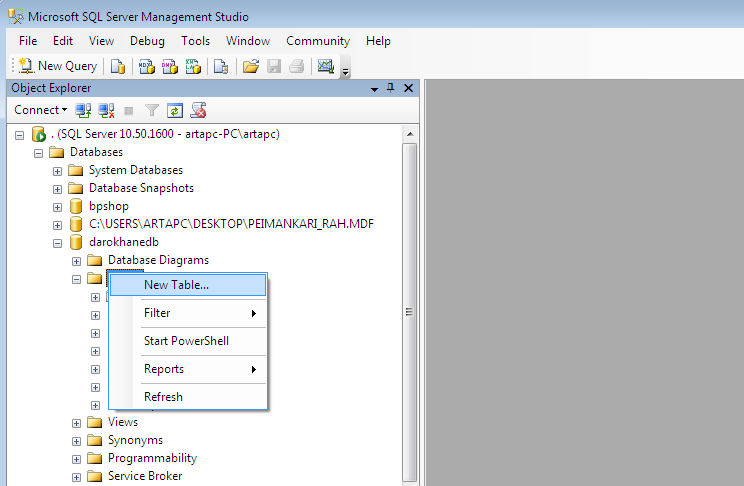 Microsoft SQL Server Management Studio
File Edit View Debug Tools Window Community Help
New Query
Object Explorer
Connect
. (SQL Server 10.50.1600 - artapc-PC\artapc)
Databases
System Databases
Database Snapshots
bpshop
C:\USERS\ARTAPC\DESKTOP\PEIMANKARI_RAH.MDF
darokhanedb
Database Diagrams
New Table...
Filter
Start PowerShell
Reports
Refresh
Views
Synonyms
Programmability
Service Broker